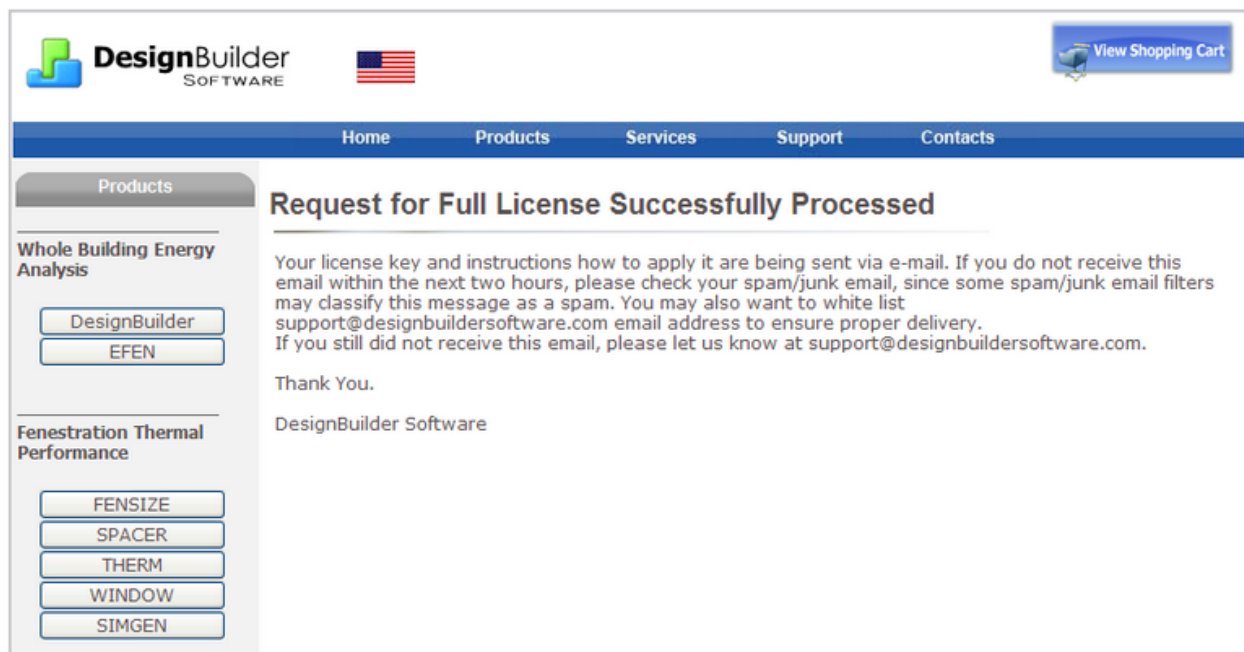 DesignBuilder
SOFTWARE
View Shopping Cart
Home Products Services Support Contacts
Products
Whole Building Energy
Analysis
DesignBuilder
EFEN
Fenestration Thermal
Performance
FENSIZE
SPACER
THERM
WINDOW
SIMGEN
Request for Full License Successfully Processed
Your license key and instructions how to apply it are being sent via e-mail. If you do not receive this
email within the next two hours, please check your spam/junk email, since some spam/junk email filters
may classify this message as a spam. You may also want to white list
support@designbuildersoftware.com email address to ensure proper delivery.
If you still did not receive this email, please let us know at support@designbuildersoftware.com.
Thank You.
DesignBuilder Software